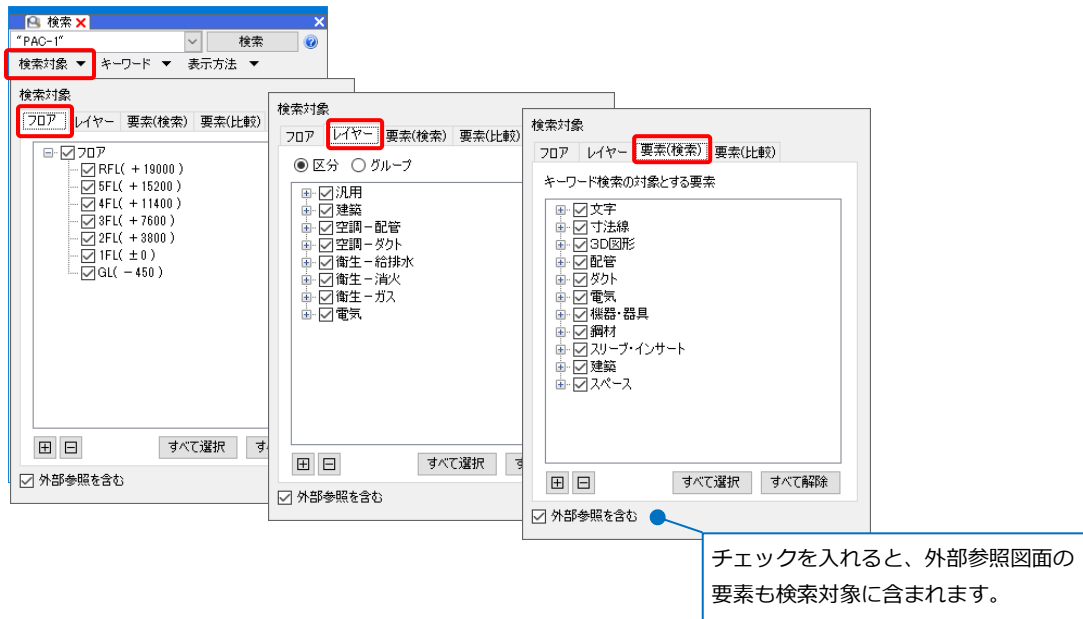 検索
"PAC-1"
検索
検索対象 ▼ キーワード ▼ 表示方法 ▼
検索対象
フロア レイヤー 要素(検索) 要素(比較)
フロア
RFL( + 19000 )
5FL( + 15200 )
4FL( + 11400 )
3FL( + 7600 )
2FL( + 3800 )
1FL( ±0 )
GL( － 450 )
すべて選択
外部参照を含む
検索対象
フロア レイヤー 要素(検索) 要素(比較)
区分 グループ
汎用
建築
空調－配管
空調－ダクト
衛生－給排水
衛生－消火
衛生－ガス
電気
すべて選択
外部参照を含む
検索対象
フロア レイヤー 要素(検索) 要素(比較)
キーワード検索の対象とする要素
文字
寸法線
3D図形
配管
ダクト
電気
機器・器具
鋼材
スリーブ・インサート
建築
スペース
すべて選択 すべて解除
外部参照を含む
チェックを入れると、外部参照図面の
要素も検索対象に含まれます。